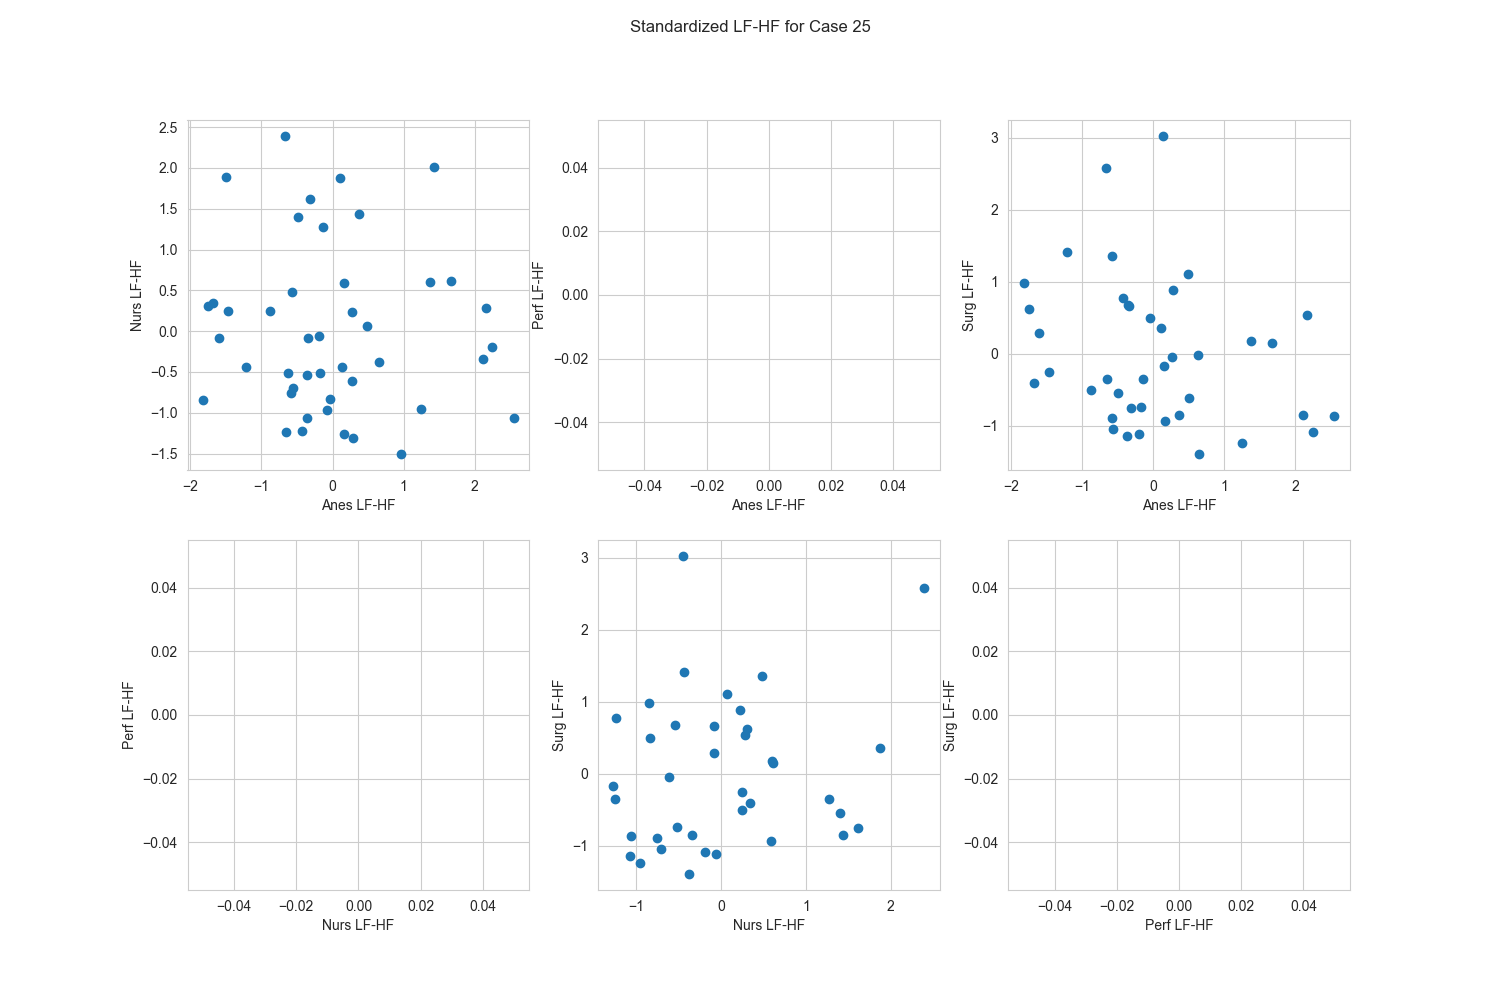 Standardized LF-HF for Case 25
2.5
2.0
1.5
1.0
0.5
0.0
−0.5
−1.0
−1.5
Nurs LF-HF
−2 −1 0 1 2
Anes LF-HF
0.04
0.02
0.00
−0.02
−0.04
Perf LF-HF
−0.04 −0.02 0.00 0.02 0.04
Anes LF-HF
3
2
1
0
−1
Surg LF-HF
−2 −1 0 1 2
Anes LF-HF
0.04
0.02
0.00
−0.02
−0.04
Perf LF-HF
−0.04 −0.02 0.00 0.02 0.04
Nurs LF-HF
3
2
1
0
−1
Surg LF-HF
−1 0 1 2
Nurs LF-HF
0.04
0.02
0.00
−0.02
−0.04
Surg LF-HF
−0.04 −0.02 0.00 0.02 0.04
Perf LF-HF